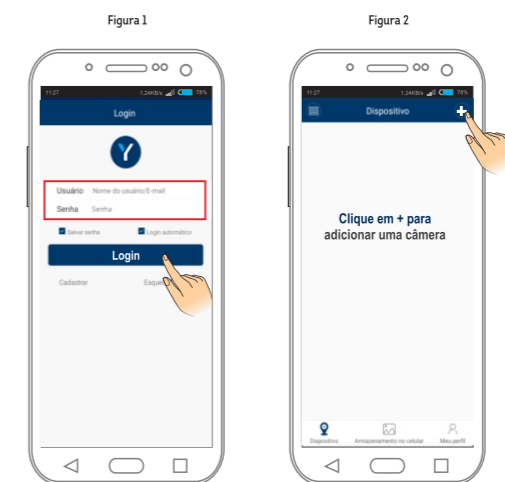 Figura 1
11:27 1,24KB/s 78%
Login
Y
Usuário Nome do usuário/E-mail
Senha Senha
Salvar senha Login automático
Login
Cadastrar
Figura 2
11:27 1,24KB/s 78%
Dispositivo +
Clique em + para
adicionar uma câmera
Dispositivo Armazenamento no celular Meu perfil